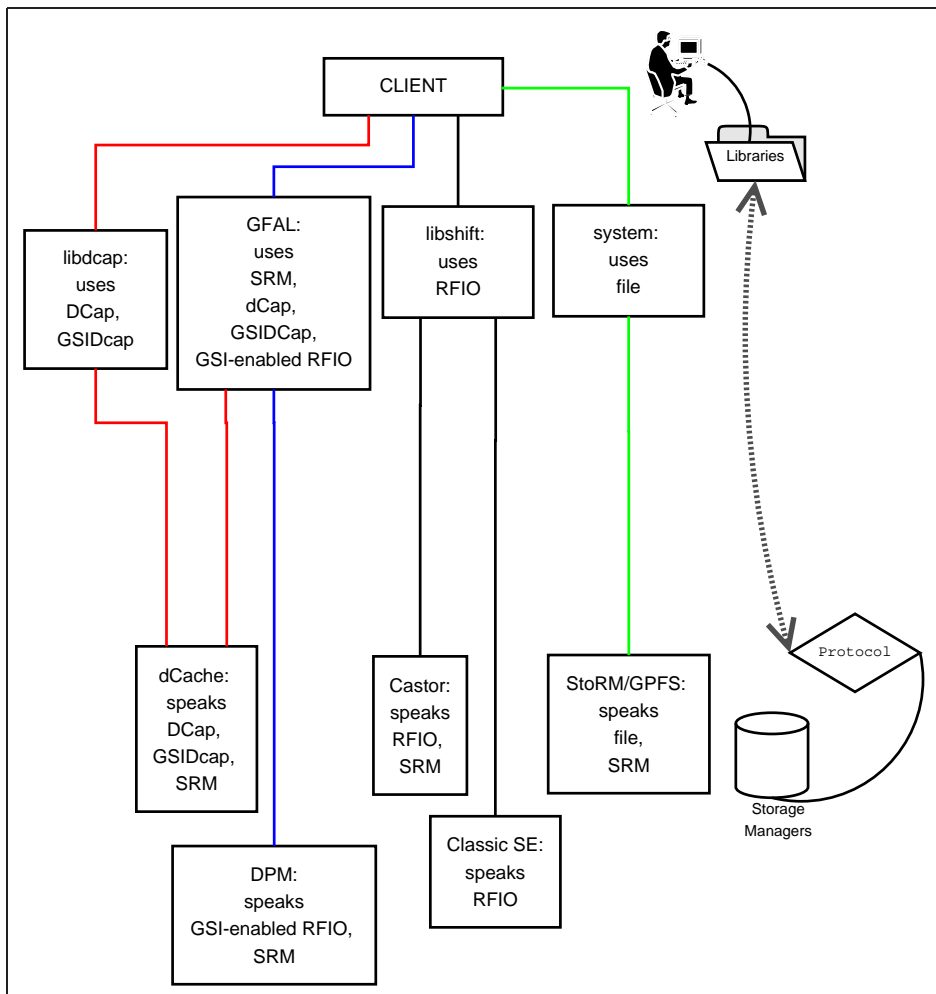 CLIENT
Libraries
libdcap:
uses
DCap,
GSIDcap
GFAL:
uses
SRM,
dCap,
GSIDCap,
GSI-enabled RFIO
libshift:
uses
RFIO
system:
uses
file
Protocol
dCache:
speaks
DCap,
GSIDcap,
SRM
Castor:
speaks
RFIO,
SRM
StoRM/GPFS:
speaks
file,
SRM
Storage
Managers
DPM:
speaks
GSI-enabled RFIO,
SRM
Classic SE:
speaks
RFIO